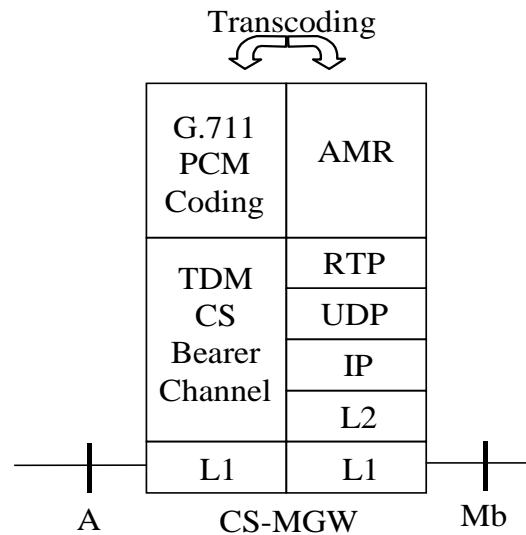 Transcoding
G.711
PCM
Coding
AMR
TDM
CS
Bearer
Channel
RTP
UDP
IP
L2
L1
L1
A
CS-MGW
Mb